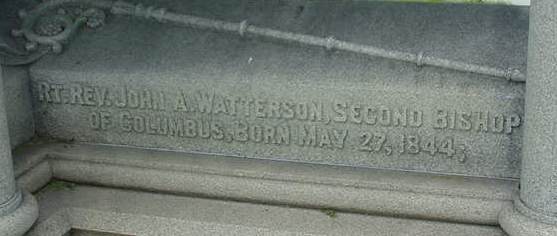 RT. REV. JOHN A. WATTERSON, SECOND BISHOP
OF COLUMBUS, BORN MAY 27, 1844;